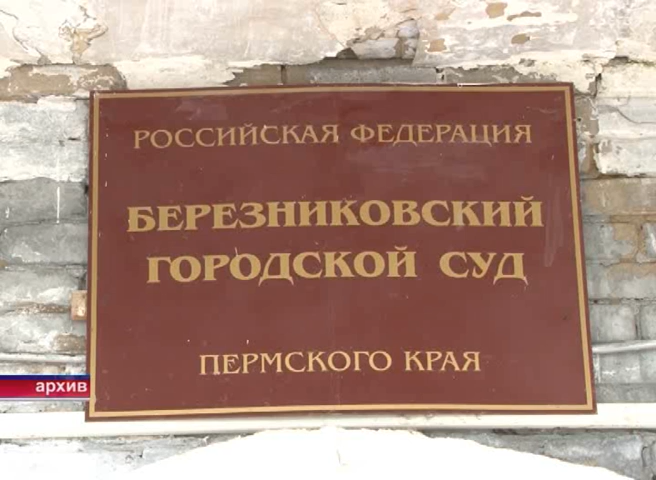 РОССИЙСКАЯ ФЕДЕРАЦИЯ
БЕРЕЗНИКОВСКИЙ
ГОРОДСКОЙ СУД
ПЕРМСКОГО КРАЯ
архив